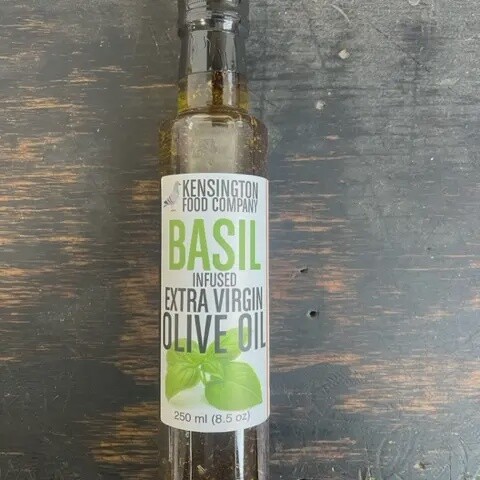 KENSINGTON
FOOD COMPANY
BASIL
INFUSED
EXTRA VIRGIN
OLIVE OIL
250 ml (8.5 oz)